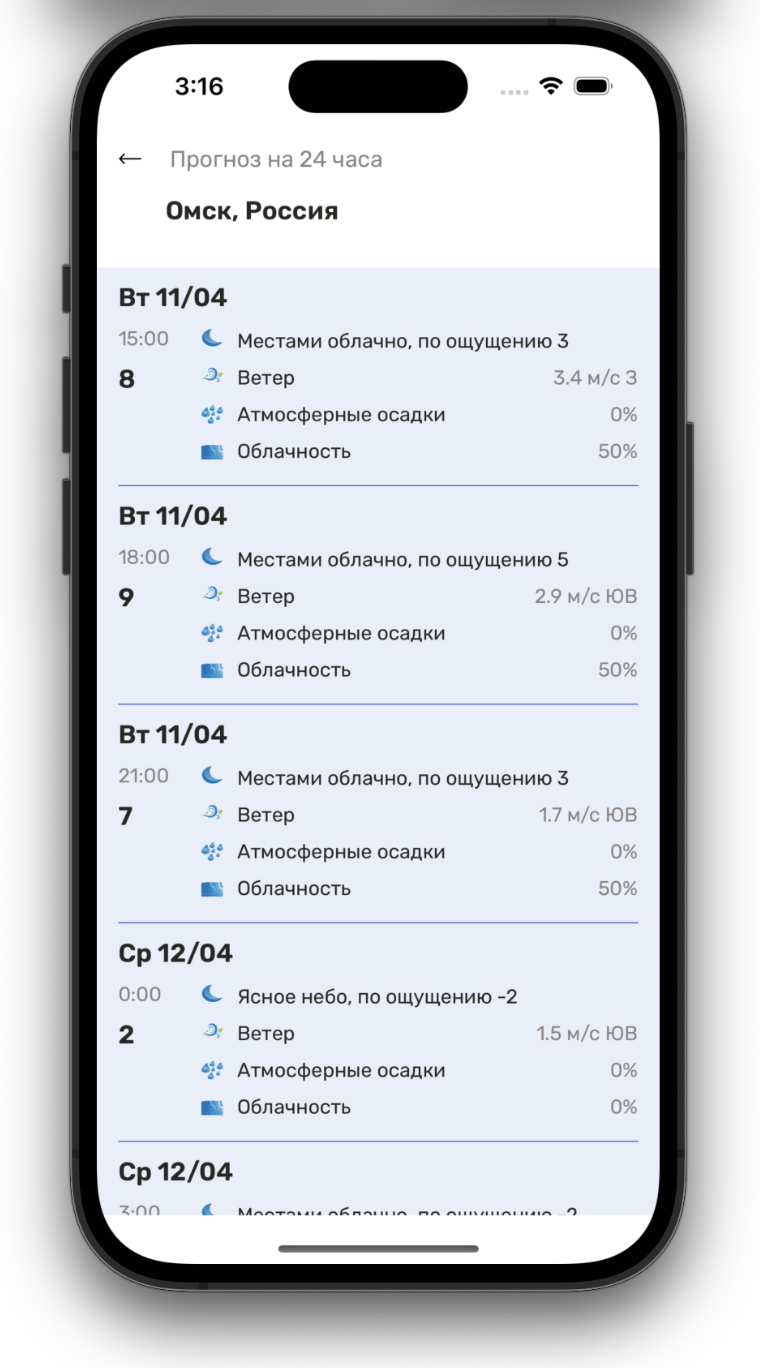 3:16
← Прогноз на 24 часа
Омск, Россия
Вт 11/04
15:00 Местами облачно, по ощущению 3
8 Ветер 3.4 м/с З
Атмосферные осадки 0%
Облачность 50%
Вт 11/04
18:00 Местами облачно, по ощущению 5
9 Ветер 2.9 м/с ЮВ
Атмосферные осадки 0%
Облачность 50%
Вт 11/04
21:00 Местами облачно, по ощущению 3
7 Ветер 1.7 м/с ЮВ
Атмосферные осадки 0%
Облачность 50%
Ср 12/04
0:00 Ясное небо, по ощущению -2
2 Ветер 1.5 м/с ЮВ
Атмосферные осадки 0%
Облачность 0%
Ср 12/04
3:00 Местами облачно, по ощущению -2